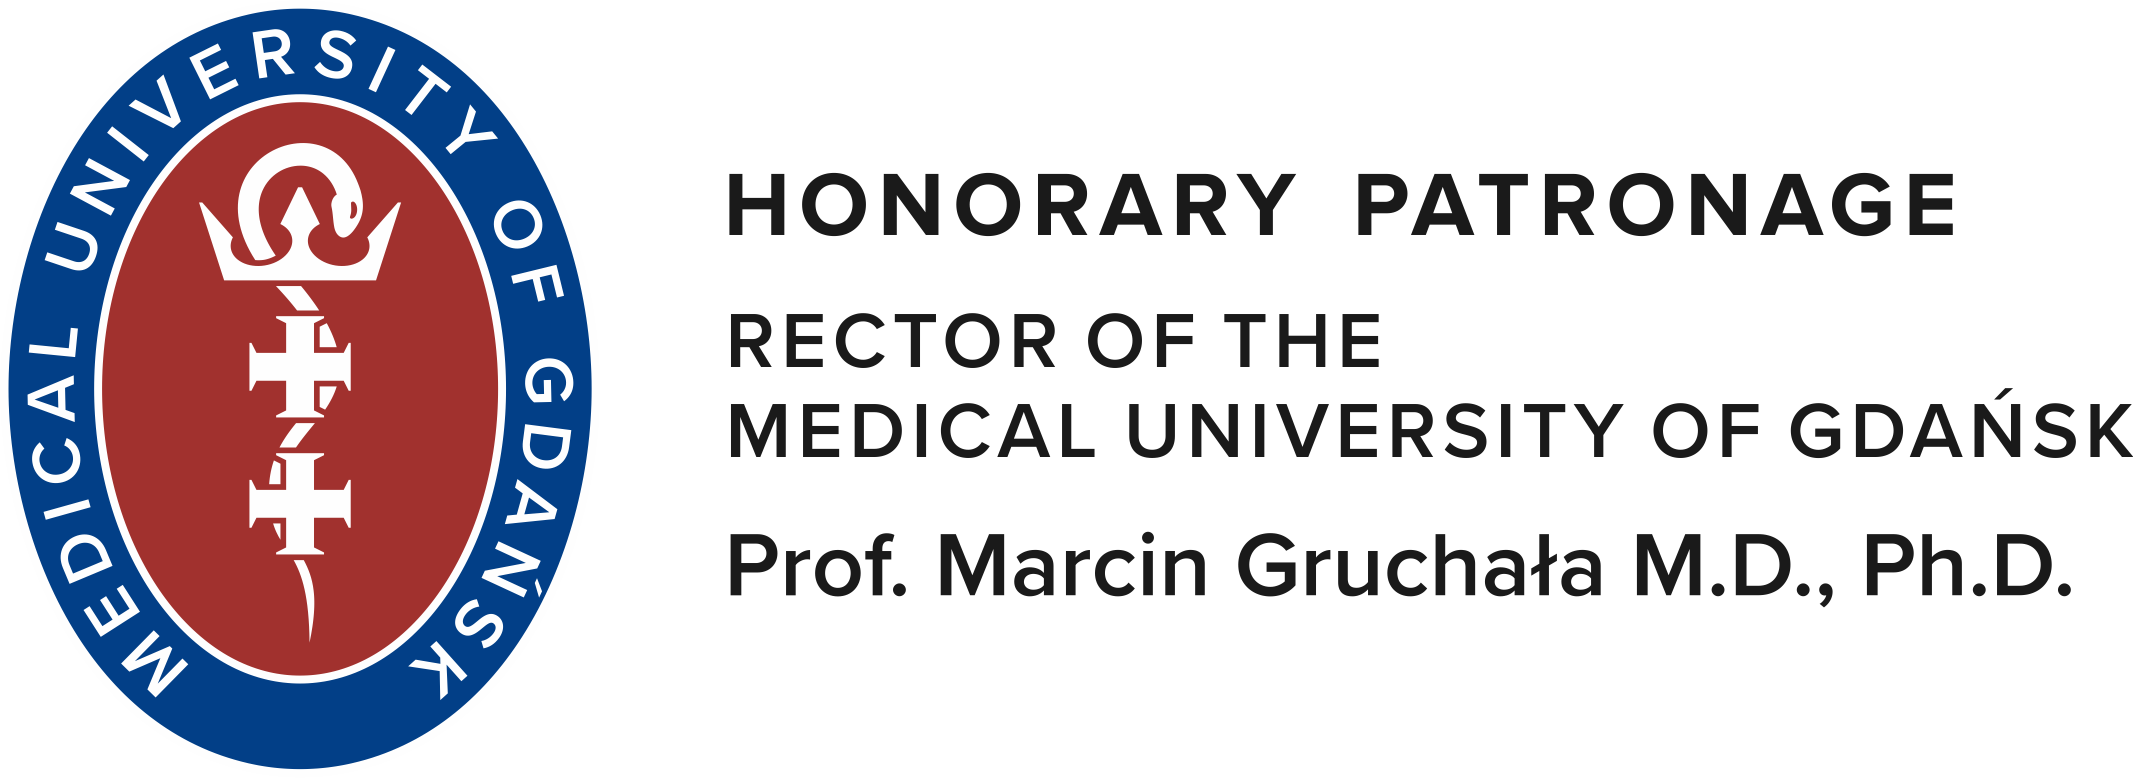 MEDICAL UNIVERSITY OF GDAŃSK
HONORARY PATRONAGE
RECTOR OF THE
MEDICAL UNIVERSITY OF GDAŃSK
Prof. Marcin Gruchała M.D., Ph.D.